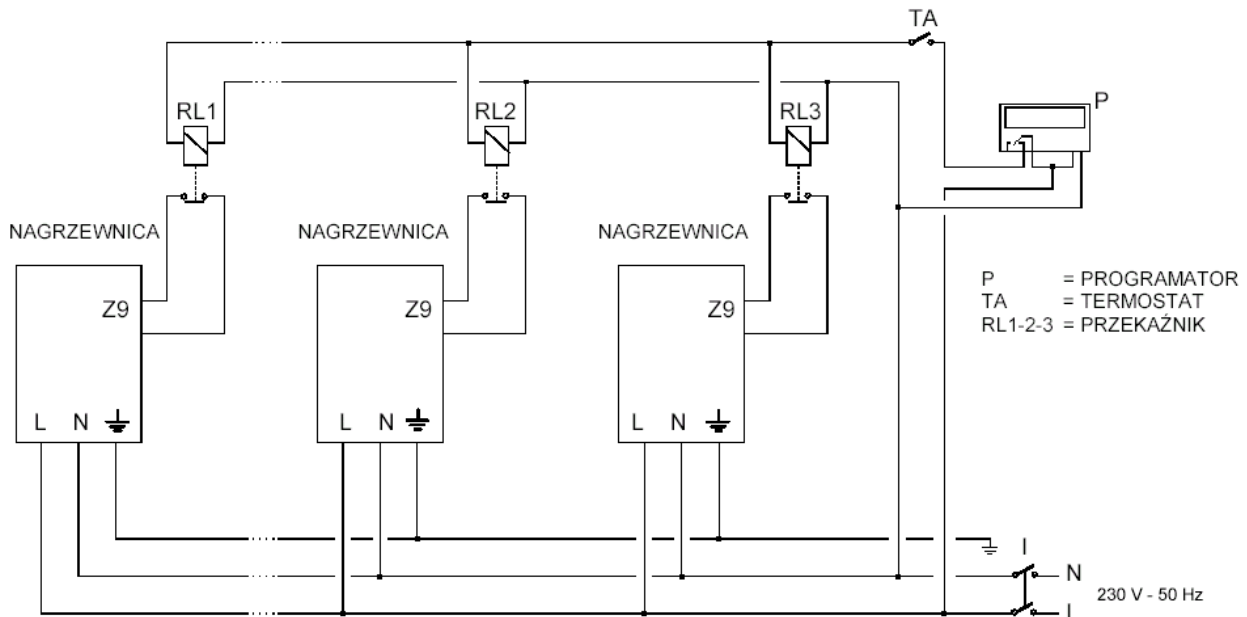 TA
P
RL1
RL2
RL3
NAGRZEWNICA
NAGRZEWNICA
NAGRZEWNICA
Z9
Z9
Z9
P = PROGRAMATOR
TA = TERMOSTAT
RL1-2-3 = PRZEKAŹNIK
L N
L N
L N
I
N
230 V - 50 Hz
L